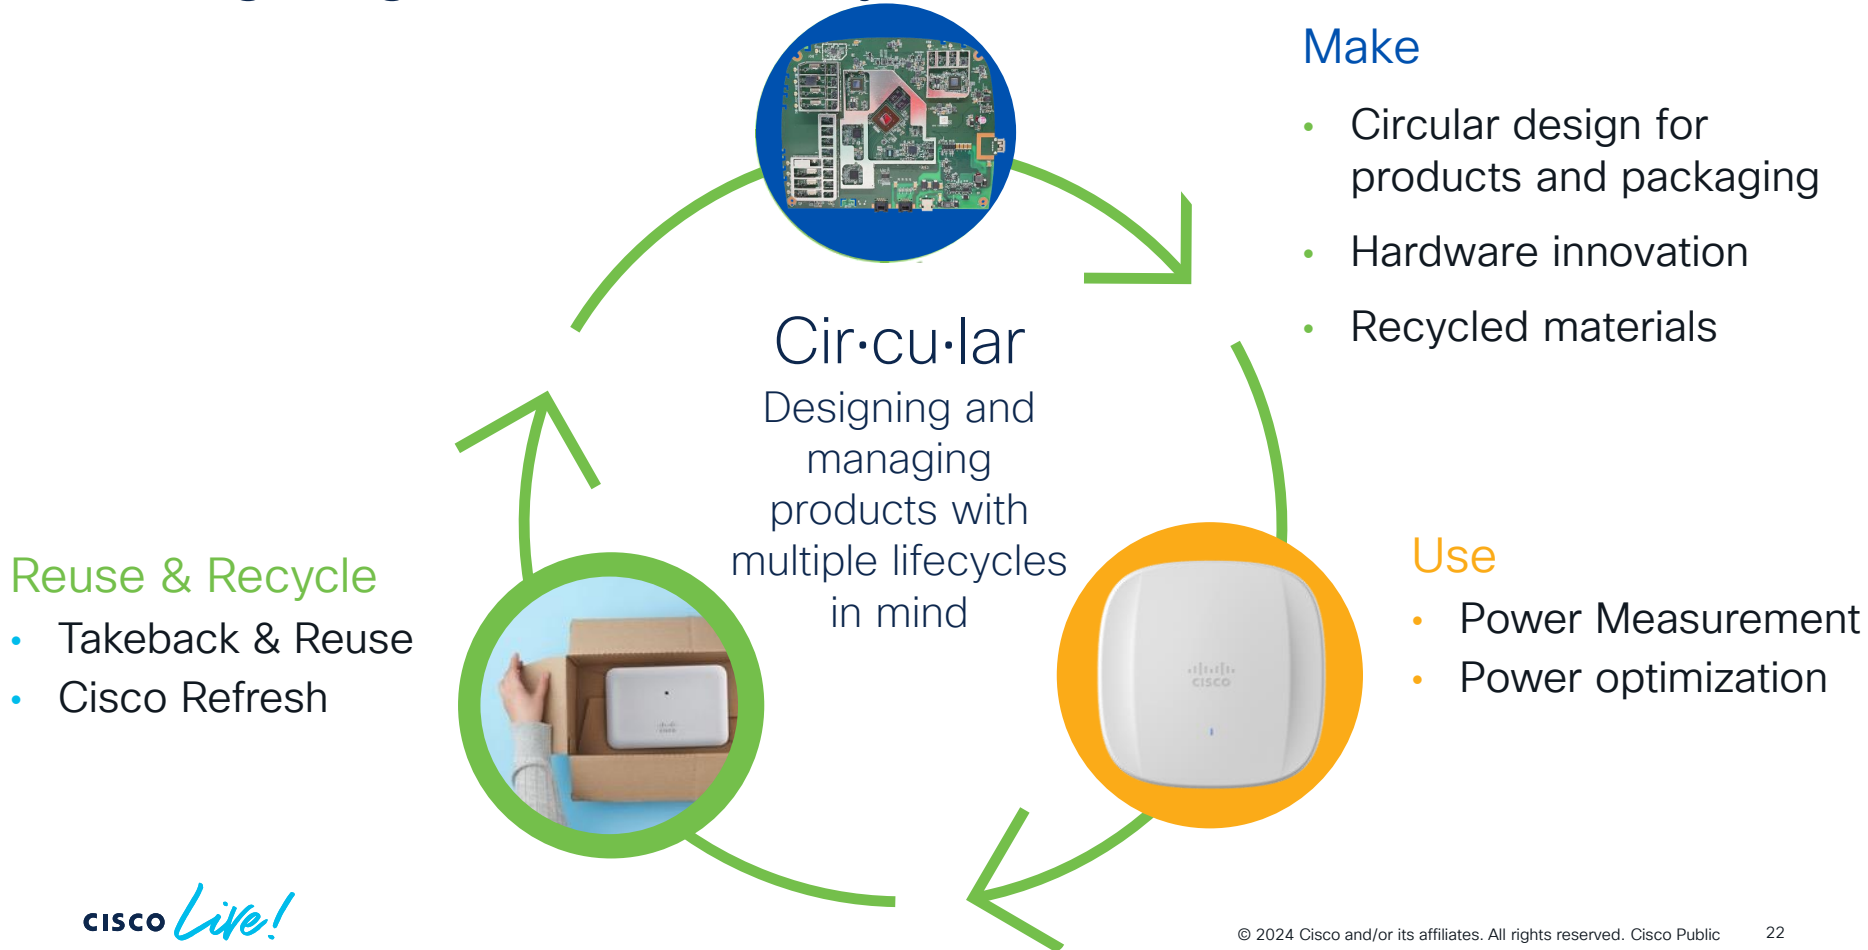 Make
• Circular design for
products and packaging
• Hardware innovation
• Recycled materials
Cir·cu·lar
Designing and
managing
products with
multiple lifecycles
in mind
Use
• Power Measurement
• Power optimization
Reuse & Recycle
• Takeback & Reuse
• Cisco Refresh
CISCO
CISCO
CISCO Live!
© 2024 Cisco and/or its affiliates. All rights reserved. Cisco Public 22